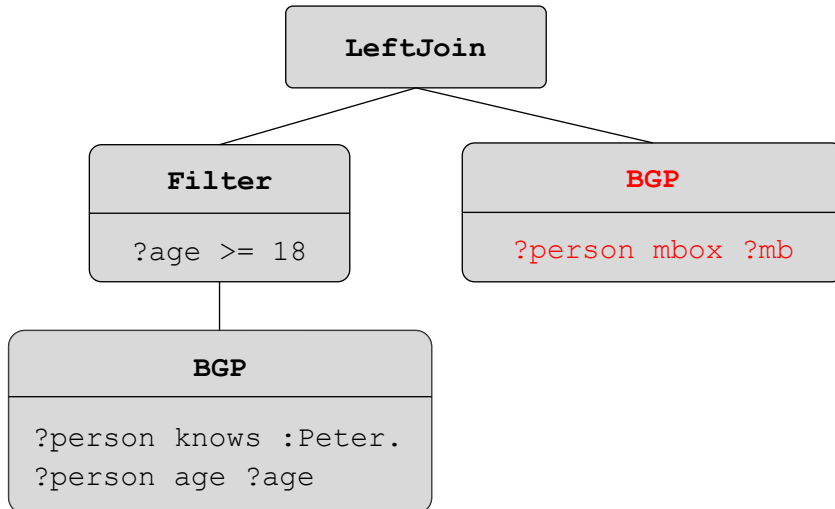 LeftJoin
Filter
?age >= 18
BGP
?person mbox ?mb
BGP
?person knows :Peter.
?person age ?age